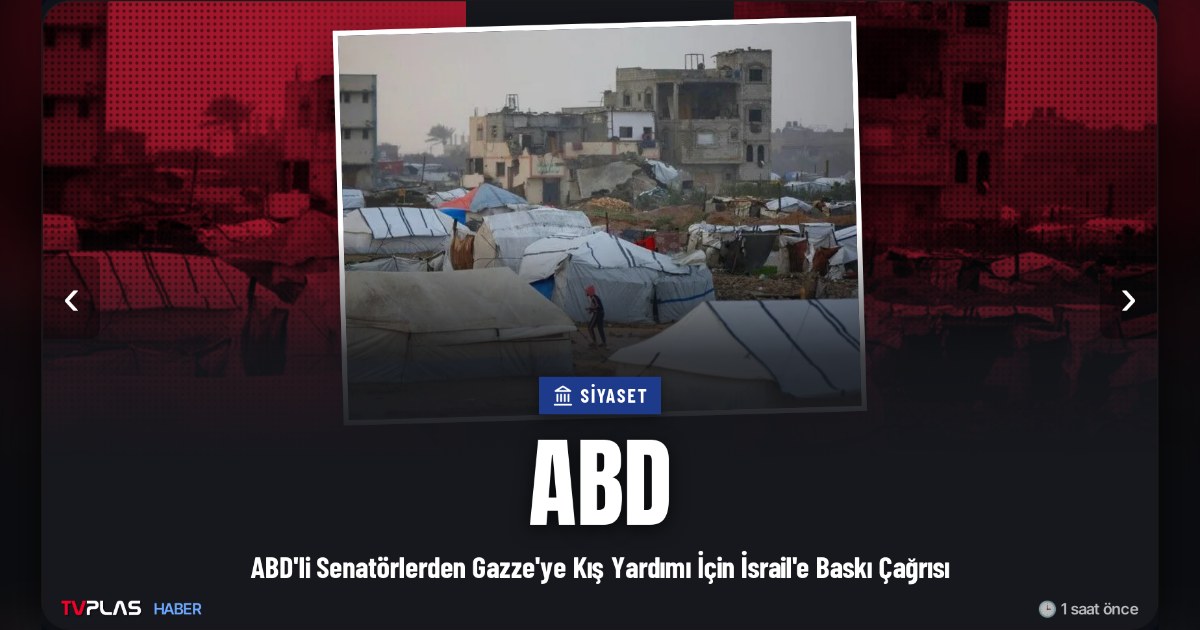 SİYASET
ABD
ABD'li Senatörlerden Gazze'ye Kış Yardımı İçin İsrail'e Baskı Çağrısı
TVPLAS HABER
1 saat önce